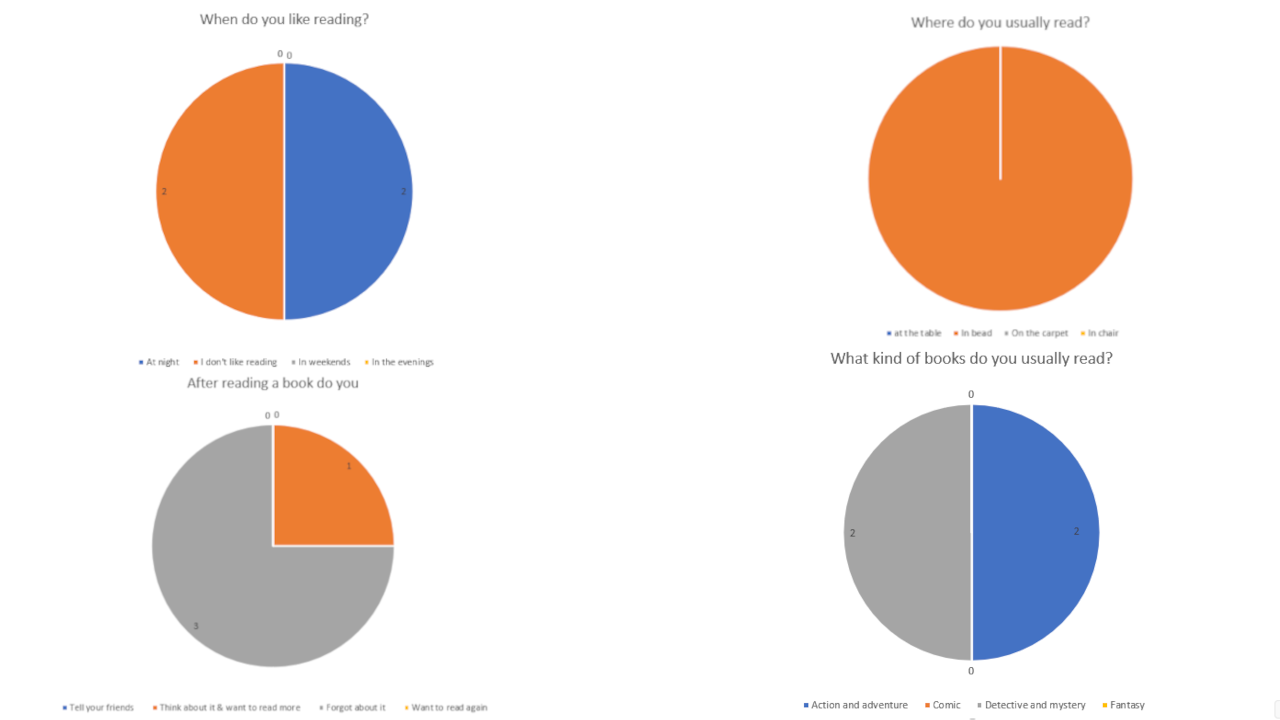 When do you like reading?
0 0
2 2
At night I don't like reading In weekends In the evenings
Where do you usually read?
at the table In bead On the carpet In chair
After reading a book do you
0 0
1
3
Tell your friends Think about it & want to read more Forgot about it Want to read again
What kind of books do you usually read?
0
2 2
0
Action and adventure Comic Detective and mystery Fantasy